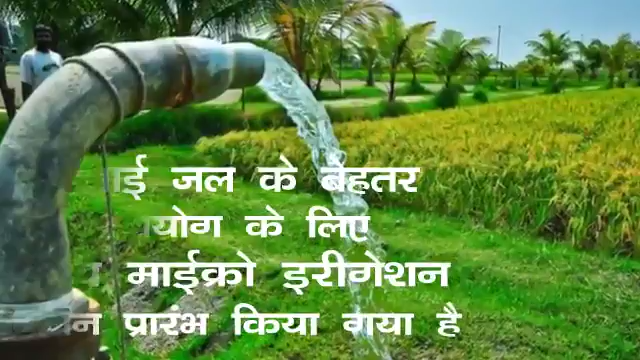 जल के बेहतर
के लिए
माईक्रो इरीगेशन
प्रारंभ किया गया है